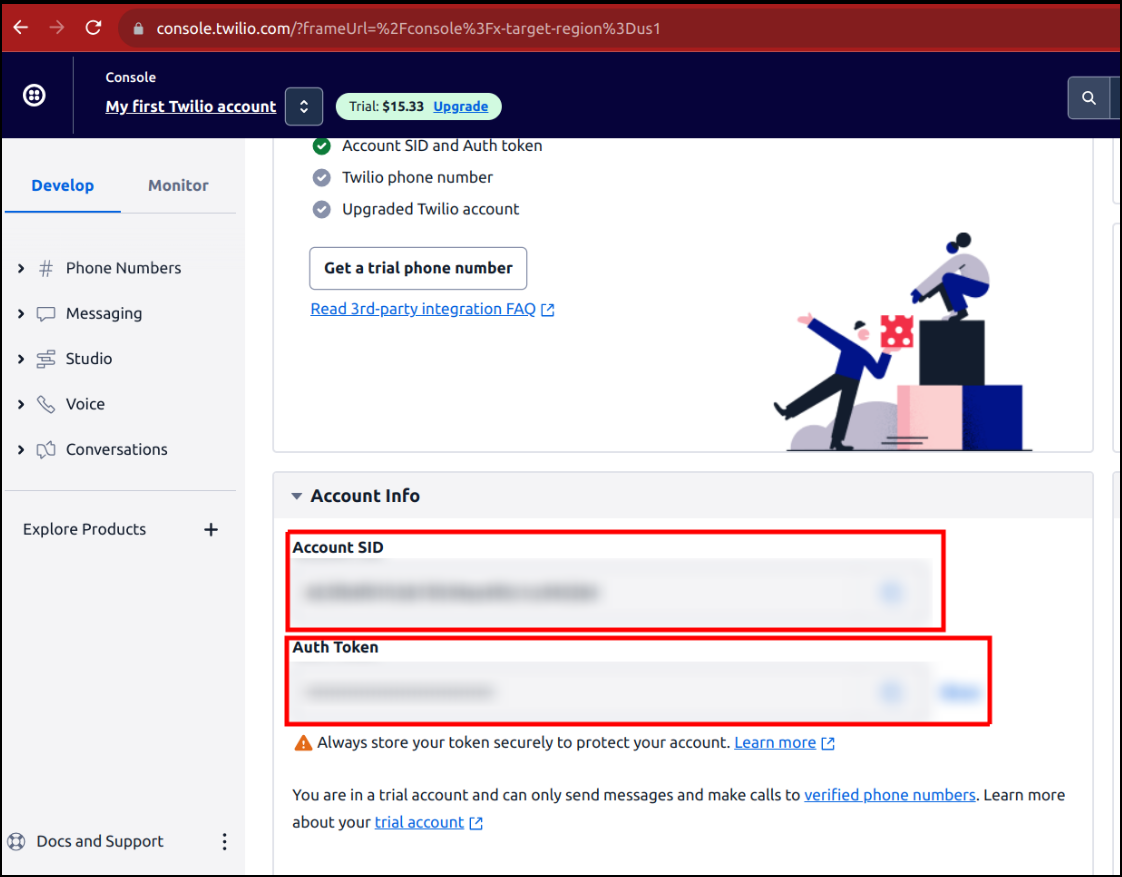 console.twilio.com/?frameUrl=%2Fconsole%3Fx-target-region%3Dus1
Console
My first Twilio account
Trial: $15.33 Upgrade
Develop
Monitor
Phone Numbers
Messaging
Studio
Voice
Conversations
Explore Products
Docs and Support
Account SID and Auth token
Twilio phone number
Upgraded Twilio account
Get a trial phone number
Read 3rd-party integration FAQ
Account Info
Account SID
Auth Token
Always store your token securely to protect your account. Learn more
You are in a trial account and can only send messages and make calls to verified phone numbers. Learn more
about your trial account